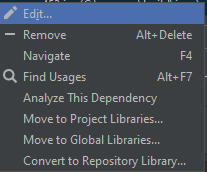 Edit...
Remove Alt+Delete
Navigate F4
Find Usages Alt+F7
Analyze This Dependency
Move to Project Libraries...
Move to Global Libraries...
Convert to Repository Library...